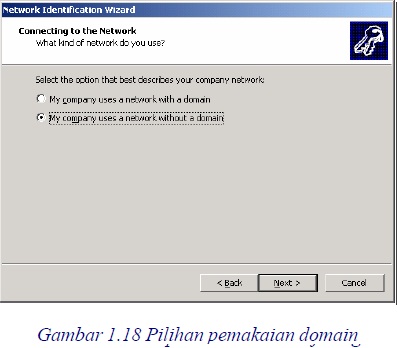 Network Identification Wizard
Connecting to the Network
What kind of network do you use?
Select the option that best describes your company network:
My company uses a network with a domain
My company uses a network without a domain
< Back
Next >
Cancel
Gambar 1.18 Pilihan pemakaian domaing